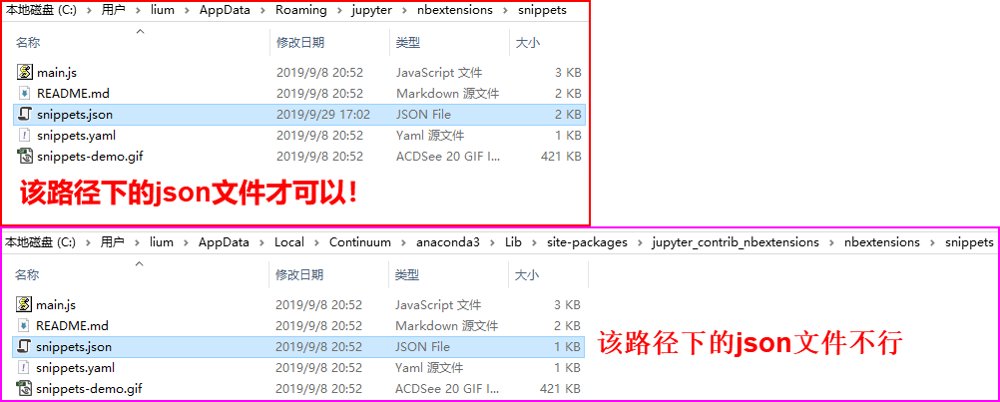 本地磁盘 (C:) › 用户 › lium › AppData › Roaming › jupyter › nbextensions › snippets
名称 修改日期 类型 大小
main.js 2019/9/8 20:52 JavaScript 文件 3 KB
README.md 2019/9/8 20:52 Markdown 源文件 2 KB
snippets.json 2019/9/29 17:02 JSON File 2 KB
snippets.yaml 2019/9/8 20:52 Yaml 源文件 1 KB
snippets-demo.gif 2019/9/8 20:52 ACDSee 20 GIF I... 421 KB
该路径下的json文件才可以！
本地磁盘 (C:) › 用户 › lium › AppData › Local › Continuum › anaconda3 › Lib › site-packages › jupyter_contrib_nbextensions › nbextensions › snippets
名称 修改日期 类型 大小
main.js 2019/9/8 20:52 JavaScript 文件 3 KB
README.md 2019/9/8 20:52 Markdown 源文件 2 KB
snippets.json 2019/9/8 20:52 JSON File 1 KB
snippets.yaml 2019/9/8 20:52 Yaml 源文件 1 KB
snippets-demo.gif 2019/9/8 20:52 ACDSee 20 GIF I... 421 KB
该路径下的json文件不行